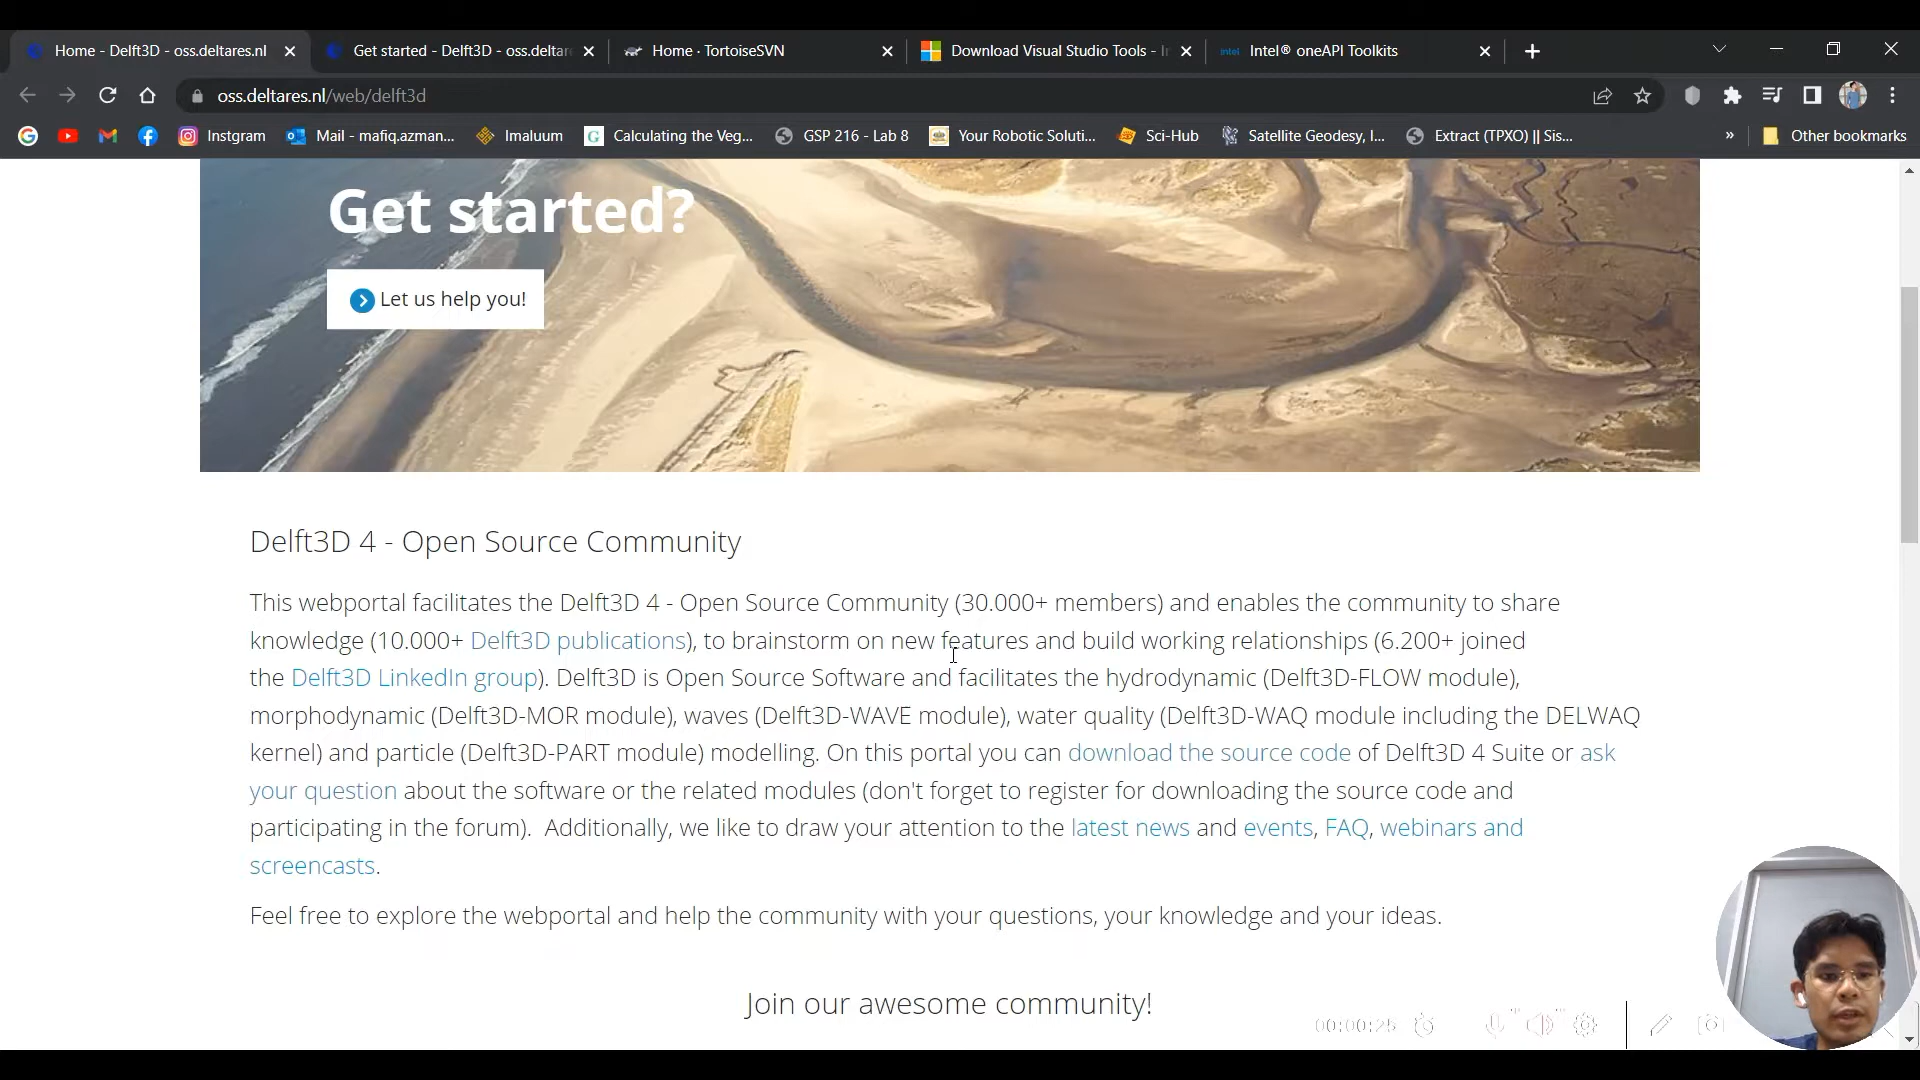 Home - Delft3D - oss.deltares.nl
Get started - Delft3D - oss.deltar
Home · TortoiseSVN
Download Visual Studio Tools - I
intel Intel® oneAPI Toolkits
oss.deltares.nl/web/delft3d
Instgram
Mail - mafiq.azman...
Imaluum
Calculating the Veg...
GSP 216 - Lab 8
Your Robotic Soluti...
Sci-Hub
Satellite Geodesy, I...
Extract (TPXO) || Sis...
»
Other bookmarks
Get started?
Let us help you!
Delft3D 4 - Open Source Community
This webportal facilitates the Delft3D 4 - Open Source Community (30.000+ members) and enables the community to share
knowledge (10.000+ Delft3D publications), to brainstorm on new features and build working relationships (6.200+ joined
the Delft3D LinkedIn group). Delft3D is Open Source Software and facilitates the hydrodynamic (Delft3D-FLOW module),
morphodynamic (Delft3D-MOR module), waves (Delft3D-WAVE module), water quality (Delft3D-WAQ module including the DELWAQ
kernel) and particle (Delft3D-PART module) modelling. On this portal you can download the source code of Delft3D 4 Suite or ask
your question about the software or the related modules (don't forget to register for downloading the source code and
participating in the forum). Additionally, we like to draw your attention to the latest news and events, FAQ, webinars and
screencasts.
Feel free to explore the webportal and help the community with your questions, your knowledge and your ideas.
Join our awesome community!
00:00:25